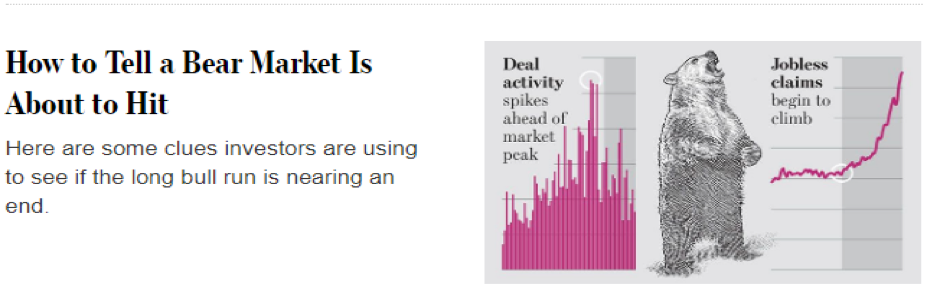 How to Tell a Bear Market Is
About to Hit
Here are some clues investors are using
to see if the long bull run is nearing an
end.
Deal
activity
spikes
ahead of
market
peak
Jobless
claims
begin to
climb